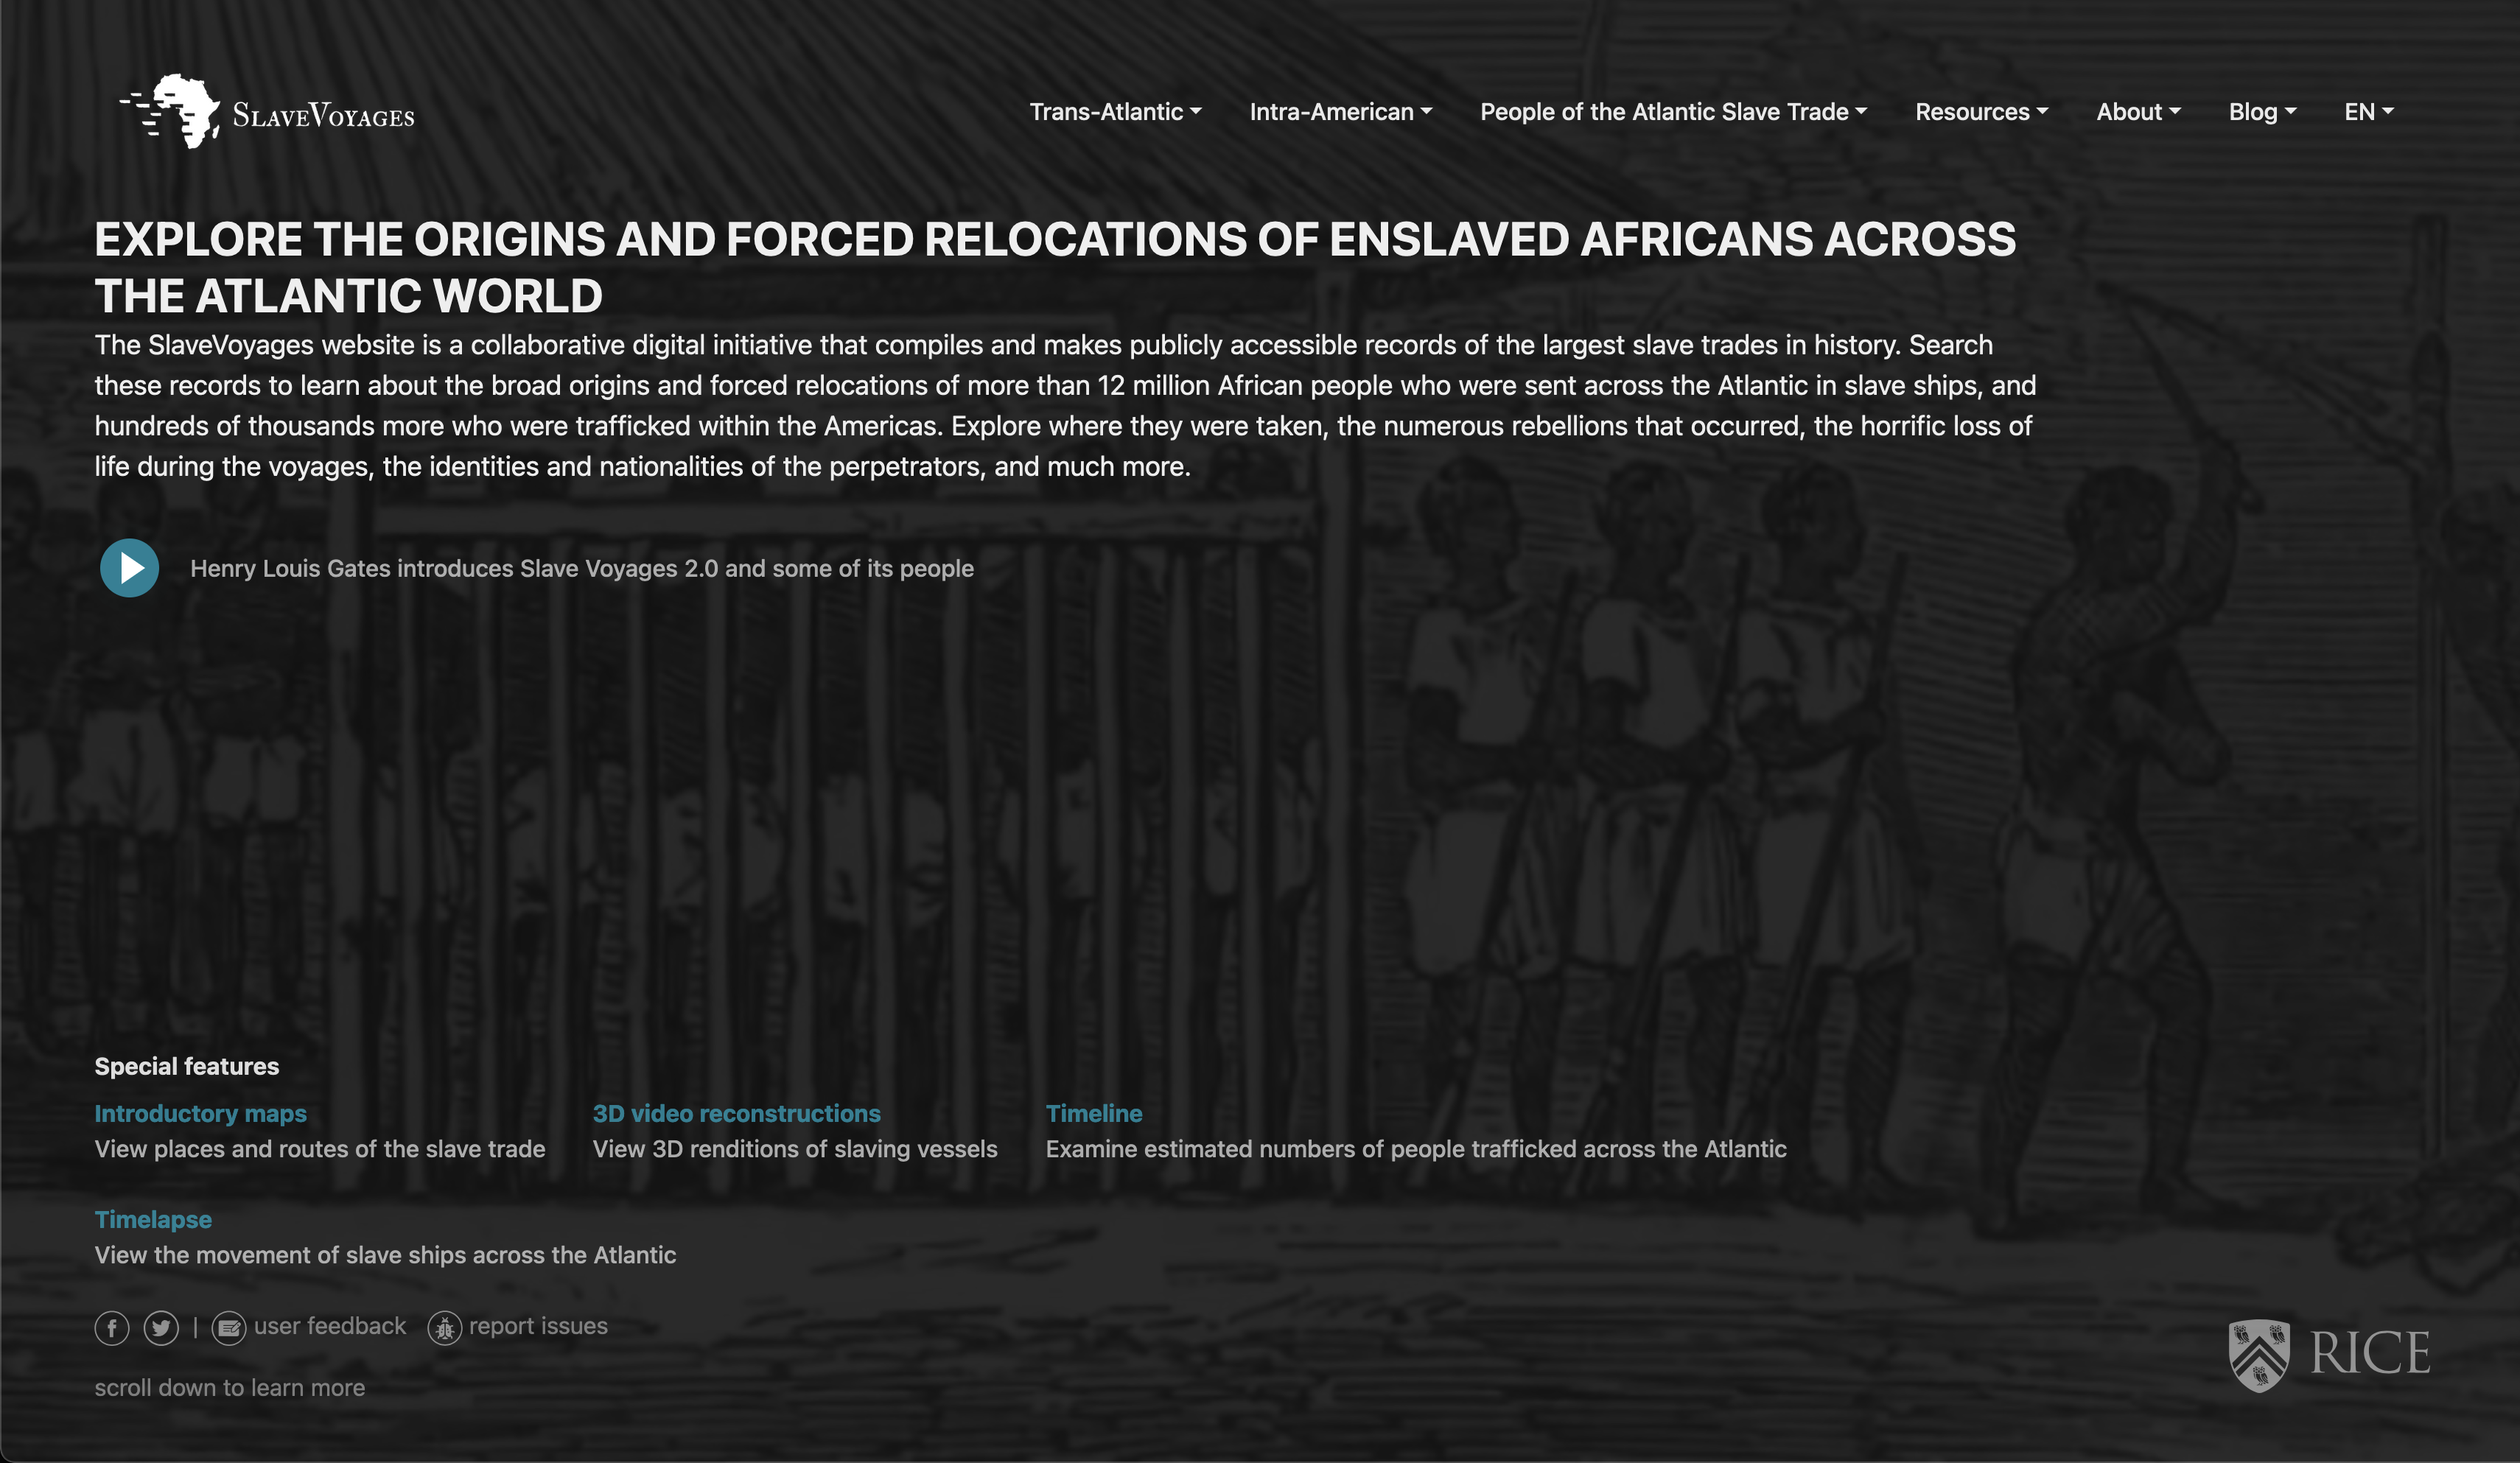 SLAVEVOYAGES
Trans-Atlantic
Intra-American
People of the Atlantic Slave Trade
Resources
About
Blog
EN
EXPLORE THE ORIGINS AND FORCED RELOCATIONS OF ENSLAVED AFRICANS ACROSS
THE ATLANTIC WORLD
The SlaveVoyages website is a collaborative digital initiative that compiles and makes publicly accessible records of the largest slave trades in history. Search
these records to learn about the broad origins and forced relocations of more than 12 million African people who were sent across the Atlantic in slave ships, and
hundreds of thousands more who were trafficked within the Americas. Explore where they were taken, the numerous rebellions that occurred, the horrific loss of
life during the voyages, the identities and nationalities of the perpetrators, and much more.
Henry Louis Gates introduces Slave Voyages 2.0 and some of its people
Special features
Introductory maps
View places and routes of the slave trade
3D video reconstructions
View 3D renditions of slaving vessels
Timeline
Examine estimated numbers of people trafficked across the Atlantic
Timelapse
View the movement of slave ships across the Atlantic
| user feedback report issues
scroll down to learn more
RICE